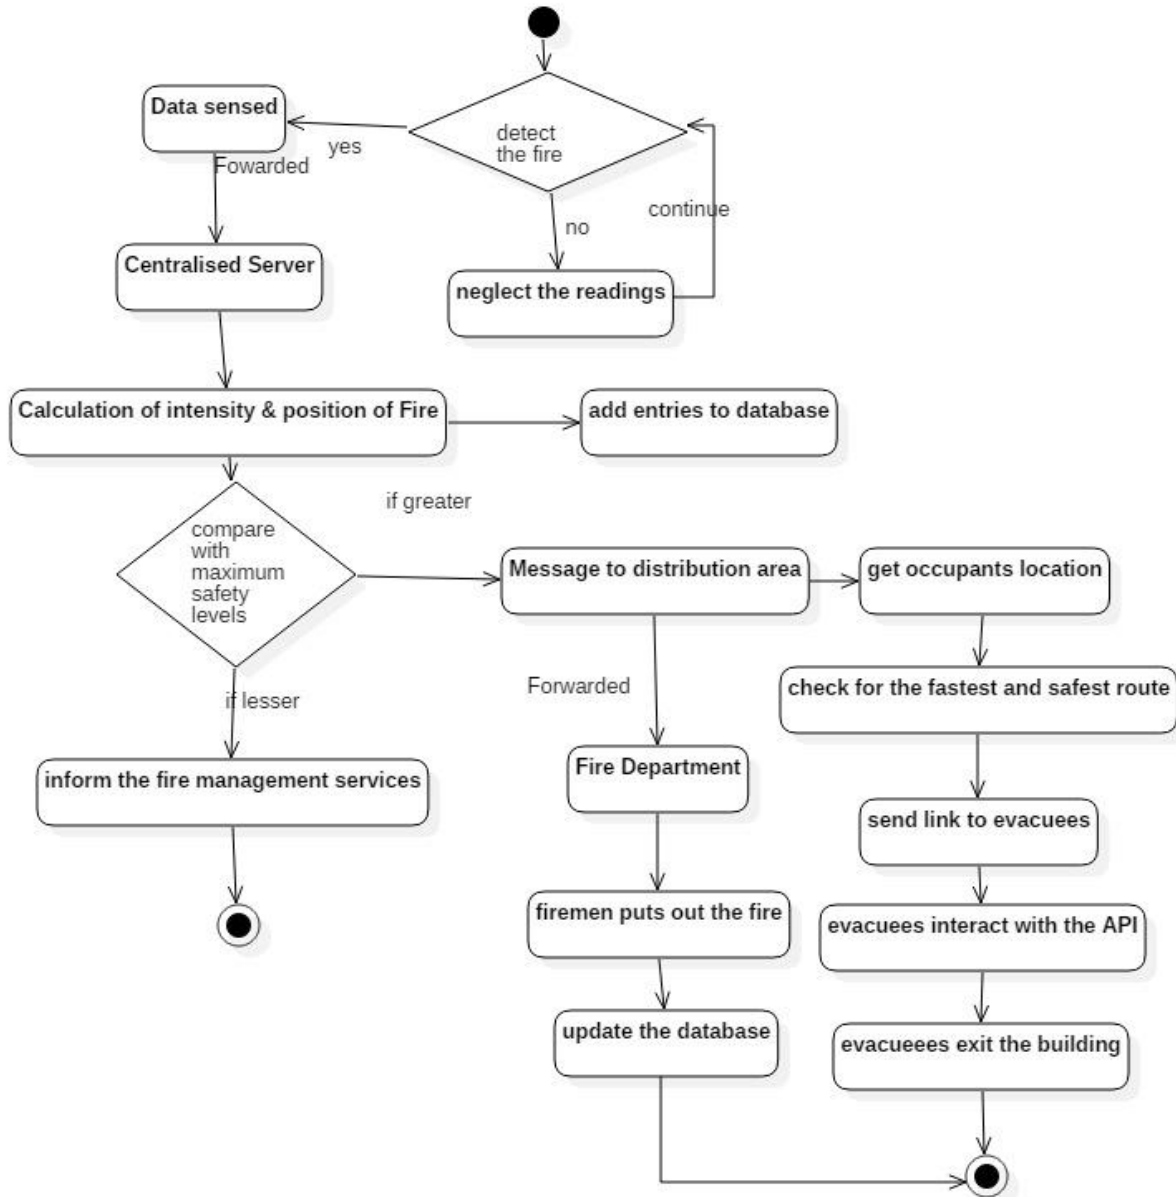 Data sensed
detect
the fire
yes
Fowarded
no
continue
Centralised Server
neglect the readings
Calculation of intensity & position of Fire
add entries to database
if greater
compare
with
maximum
safety
levels
Message to distribution area
get occupants location
if lesser
Forwarded
check for the fastest and safest route
inform the fire management services
Fire Department
send link to evacuees
firemen puts out the fire
evacuees interact with the API
update the database
evacueees exit the building